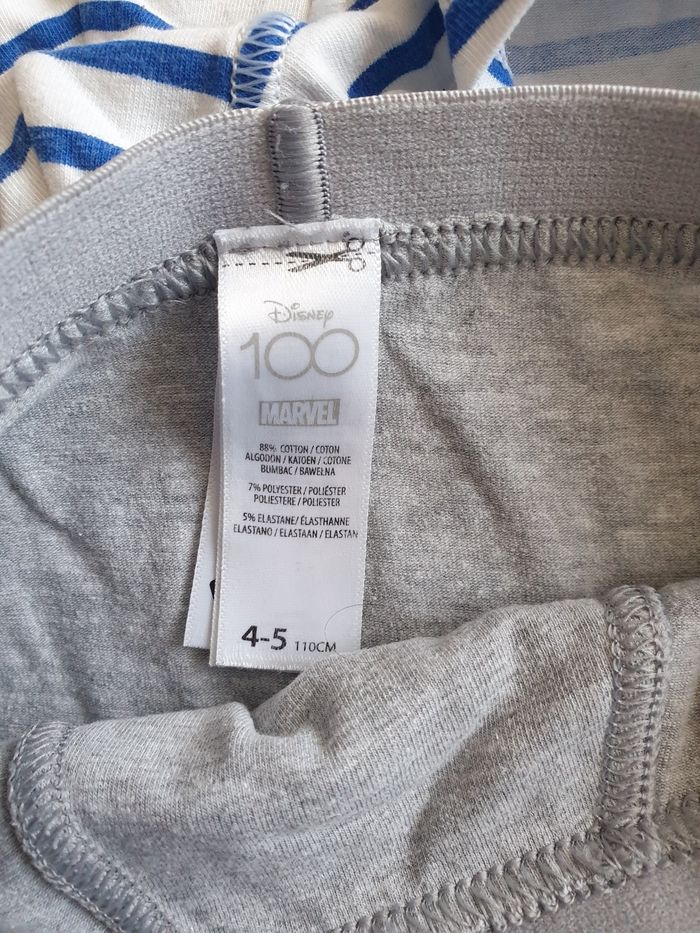 Disney
100
MARVEL
88% COTTON / COTON
ALGODON / KATOEN / COTONE
BUMBAC / BAWEŁNA
7% POLYESTER / POLIÉSTER
POLIESTERE / POLIESTER
5% ELASTANE/ ÉLASTHANNE
ELASTANO / ELASTAAN / ELASTAN
4-5 110CM